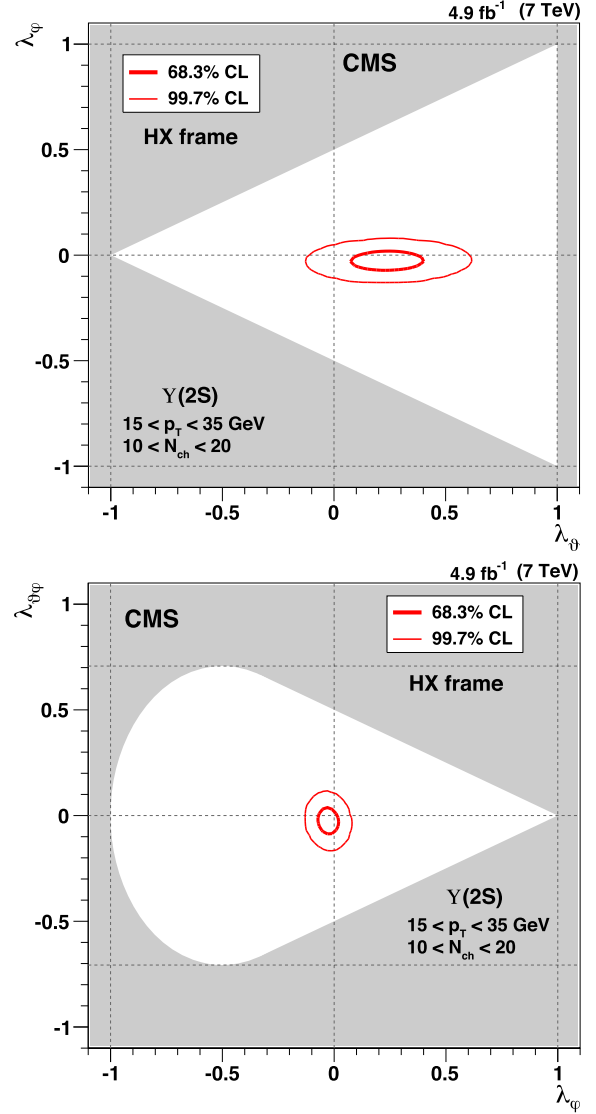 4.9 fb⁻¹ (7 TeV)
λφ
1
CMS
68.3% CL
99.7% CL
HX frame
0.5
0
-0.5
ϒ(2S)
15 < pT < 35 GeV
10 < Nch < 20
-1
-1 -0.5 0 0.5 1
λϑ
4.9 fb⁻¹ (7 TeV)
λϑφ
1
CMS
68.3% CL
99.7% CL
HX frame
0.5
0
ϒ(2S)
-0.5
15 < pT < 35 GeV
10 < Nch < 20
-1
-1 -0.5 0 0.5 1
λφ